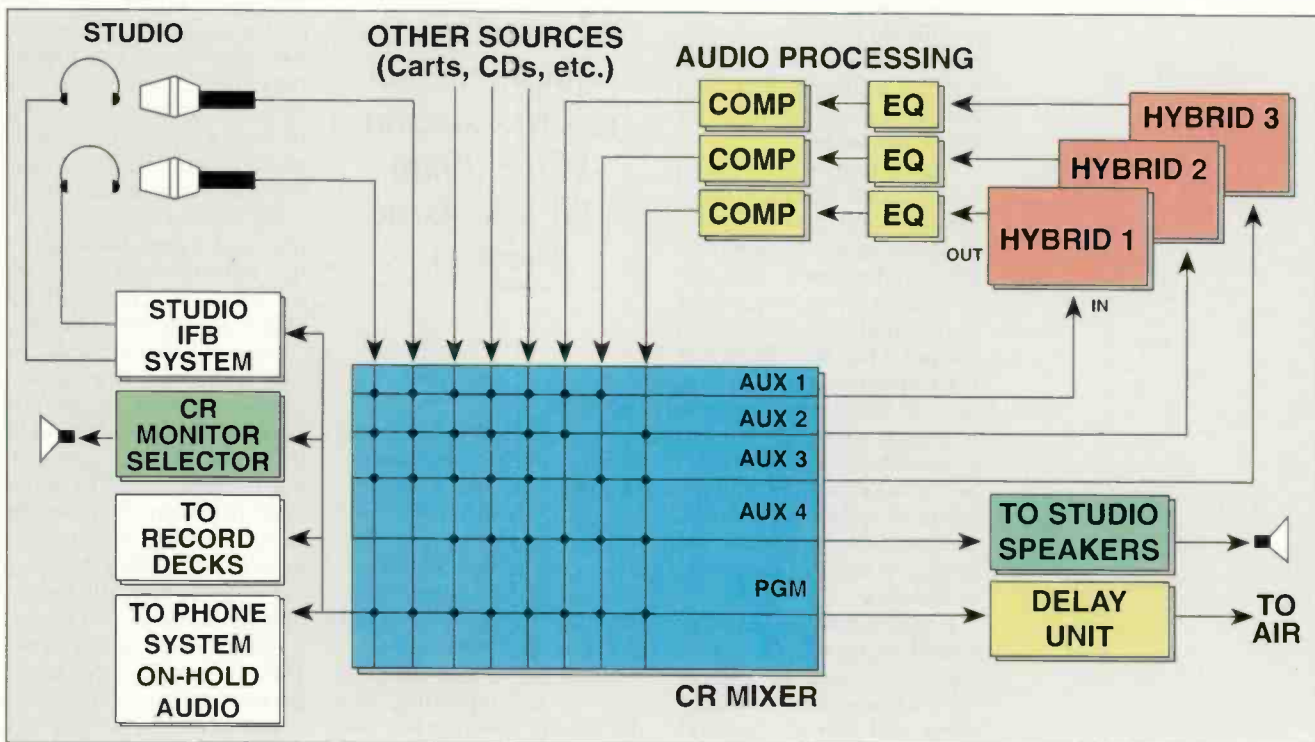 STUDIO
OTHER SOURCES
(Carts, CDs, etc.)
AUDIO PROCESSING
COMP
EQ
HYBRID 3
COMP
EQ
HYBRID 2
COMP
EQ
HYBRID 1
OUT
IN
STUDIO
IFB
SYSTEM
CR
MONITOR
SELECTOR
TO
RECORD
DECKS
TO PHONE
SYSTEM
ON-HOLD
AUDIO
AUX 1
AUX 2
AUX 3
AUX 4
PGM
CR MIXER
TO STUDIO
SPEAKERS
DELAY
UNIT
TO
AIR